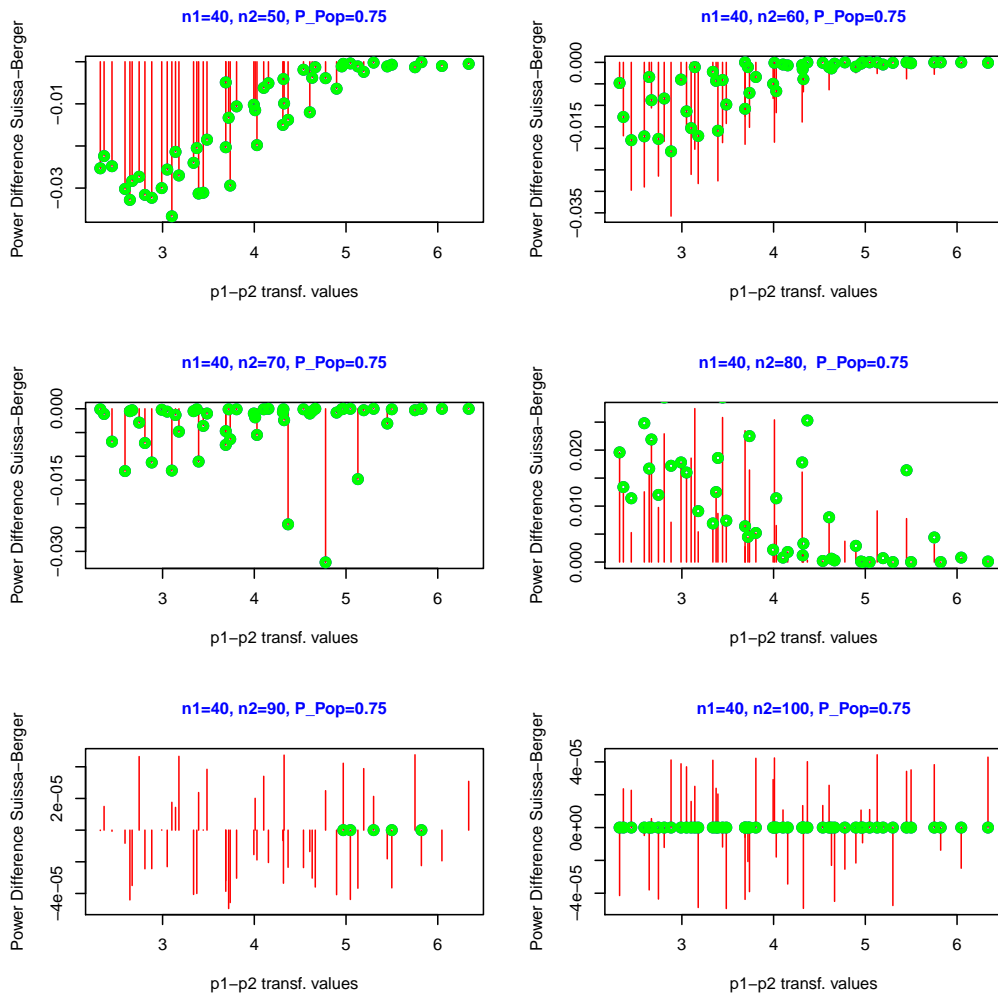 n1=40, n2=50, P_Pop=0.75
Power Difference Suissa−Berger
−0.03
−0.01
3
4
5
6
p1−p2 transf. values
n1=40, n2=60, P_Pop=0.75
Power Difference Suissa−Berger
−0.035
−0.015
0.000
3
4
5
6
p1−p2 transf. values
n1=40, n2=70, P_Pop=0.75
Power Difference Suissa−Berger
−0.030
−0.015
0.000
3
4
5
6
p1−p2 transf. values
n1=40, n2=80,  P_Pop=0.75
Power Difference Suissa−Berger
0.000
0.010
0.020
3
4
5
6
p1−p2 transf. values
n1=40, n2=90, P_Pop=0.75
Power Difference Suissa−Berger
−4e−05
2e−05
3
4
5
6
p1−p2 transf. values
n1=40, n2=100, P_Pop=0.75
Power Difference Suissa−Berger
−4e−05
0e+00
4e−05
3
4
5
6
p1−p2 transf. values